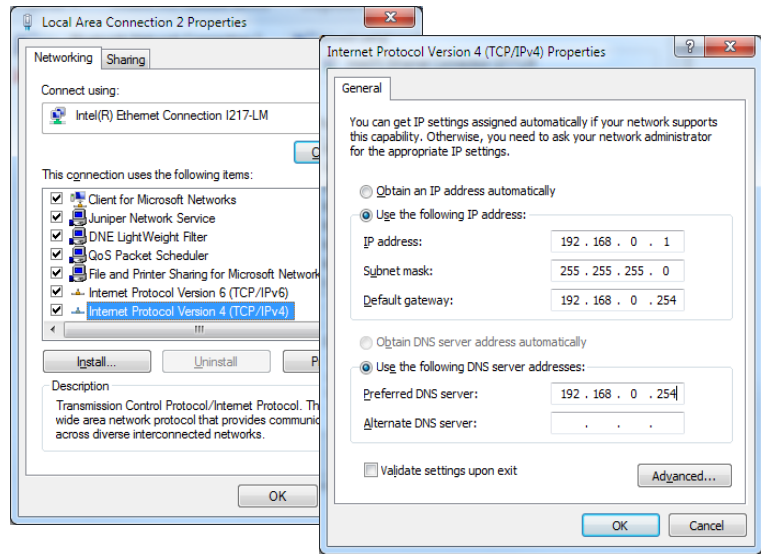 Local Area Connection 2 Properties
Networking
Sharing
Connect using:
Intel(R) Ethernet Connection I217-LM
This connection uses the following items:
Client for Microsoft Networks
Juniper Network Service
DNE LightWeight Filter
QoS Packet Scheduler
File and Printer Sharing for Microsoft Network
Internet Protocol Version 6 (TCP/IPv6)
Internet Protocol Version 4 (TCP/IPv4)
Install...
Uninstall
Description
Transmission Control Protocol/Internet Protocol. Th
wide area network protocol that provides communic
across diverse interconnected networks.
OK
Internet Protocol Version 4 (TCP/IPv4) Properties
General
You can get IP settings assigned automatically if your network supports
this capability. Otherwise, you need to ask your network administrator
for the appropriate IP settings.
Obtain an IP address automatically
Use the following IP address:
IP address: 192 . 168 . 0 . 1
Subnet mask: 255 . 255 . 255 . 0
Default gateway: 192 . 168 . 0 . 254
Obtain DNS server address automatically
Use the following DNS server addresses:
Preferred DNS server: 192 . 168 . 0 . 254
Alternate DNS server: . . .
Validate settings upon exit
Advanced...
OK
Cancel